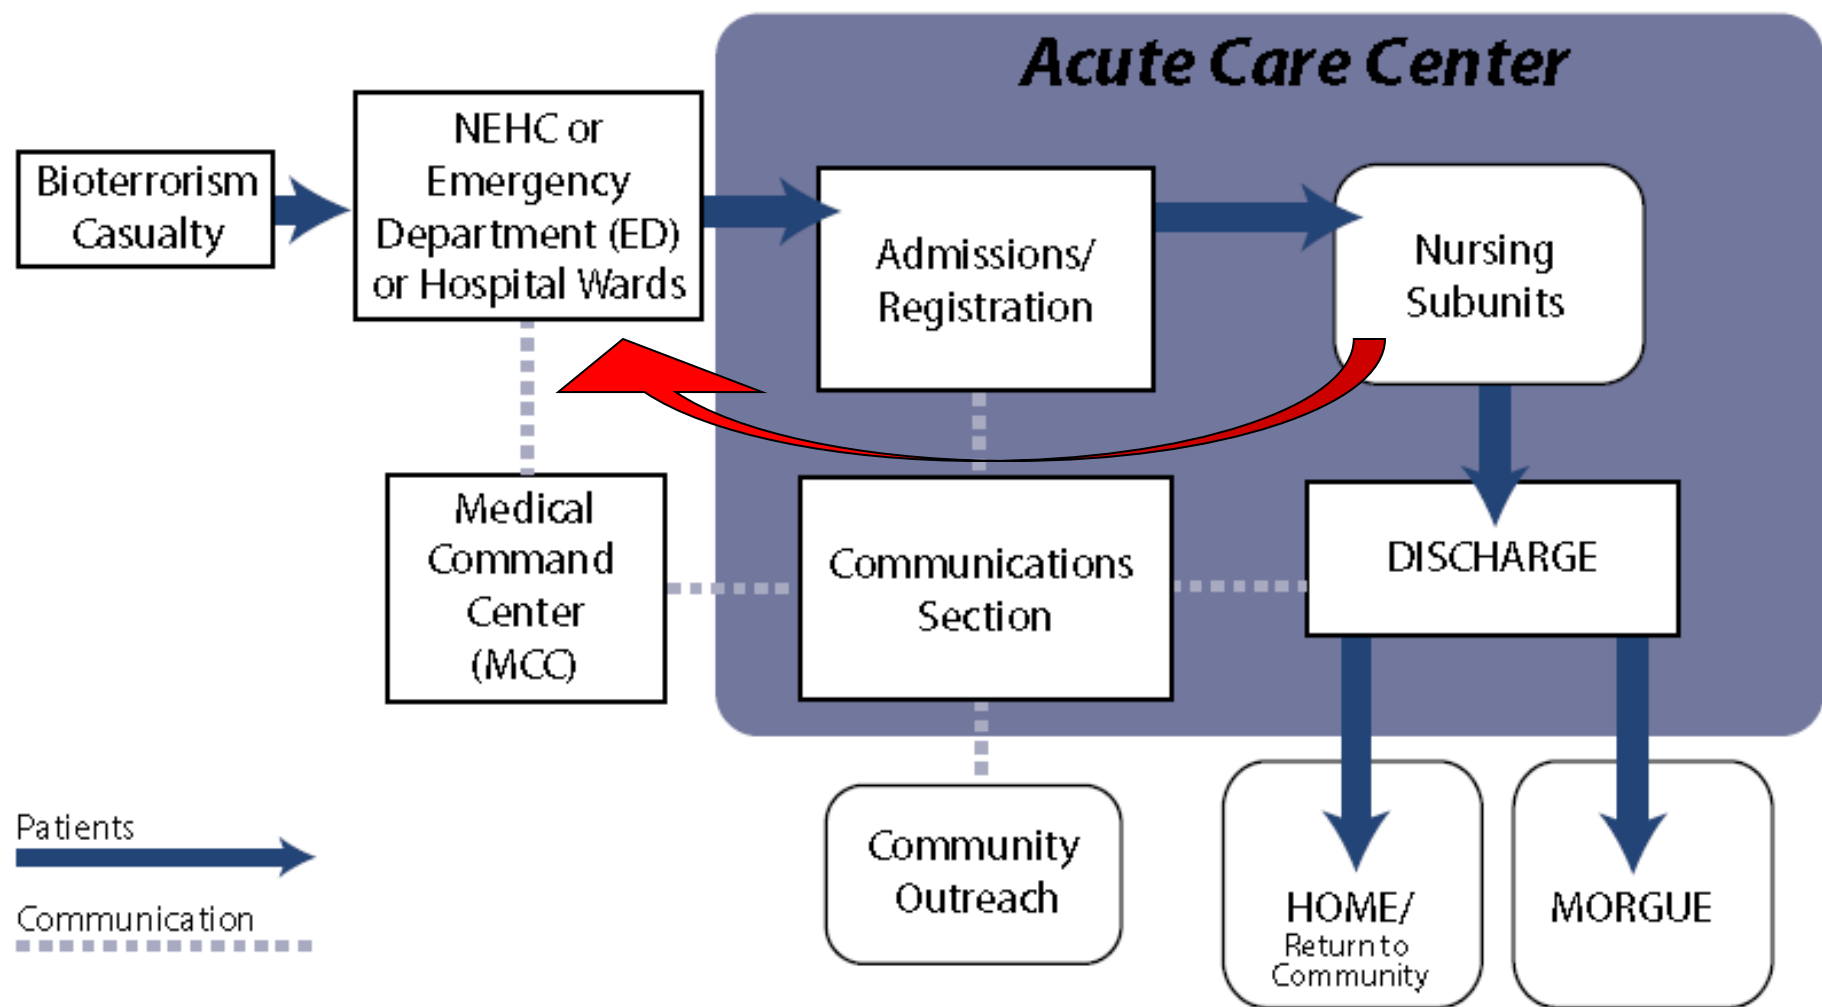 Acute Care Center
Bioterrorism
Casualty
NEHC or
Emergency
Department (ED)
or Hospital Wards
Admissions/
Registration
Nursing
Subunits
Medical
Command
Center
(MCC)
Communications
Section
DISCHARGE
Community
Outreach
HOME/
Return to
Community
MORGUE
Patients
Communication